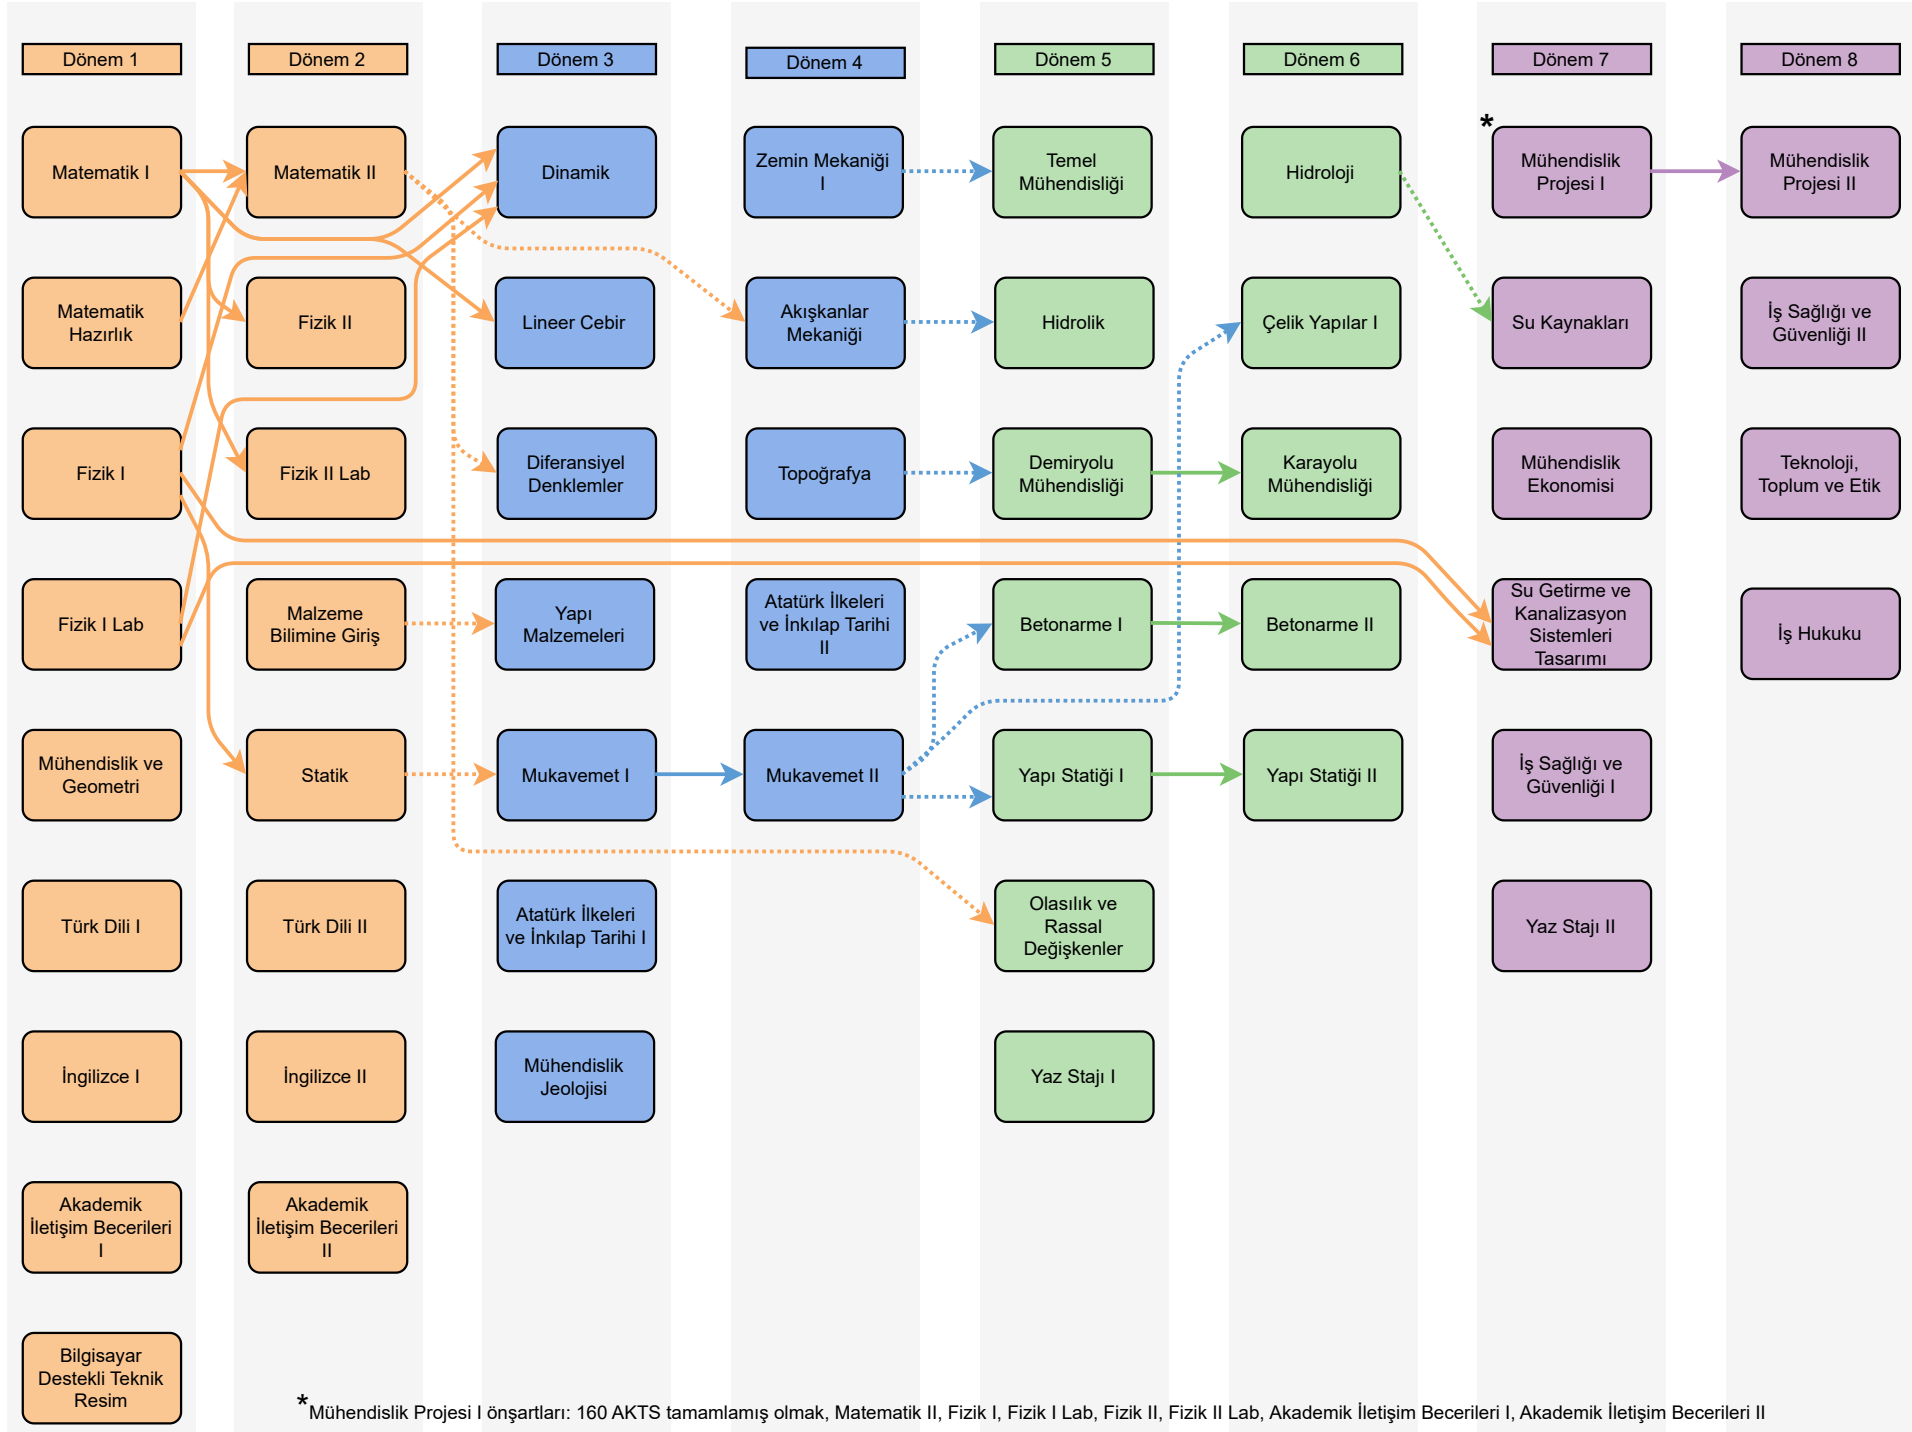 Dönem 1
Dönem 2
Dönem 3
Dönem 4
Dönem 5
Dönem 6
Dönem 7
Dönem 8
Matematik I
Matematik II
Dinamik
Zemin Mekaniği
I
Temel
Mühendisliği
Hidroloji
*
Mühendislik
Projesi I
Mühendislik
Projesi II
Matematik
Hazırlık
Fizik II
Lineer Cebir
Akışkanlar
Mekaniği
Hidrolik
Çelik Yapılar I
Su Kaynakları
İş Sağlığı ve
Güvenliği II
Fizik I
Fizik II Lab
Diferansiyel
Denklemler
Topoğrafya
Demiryolu
Mühendisliği
Karayolu
Mühendisliği
Mühendislik
Ekonomisi
Teknoloji,
Toplum ve Etik
Fizik I Lab
Malzeme
Bilimine Giriş
Yapı
Malzemeleri
Atatürk İlkeleri
ve İnkılap Tarihi
II
Betonarme I
Betonarme II
Su Getirme ve
Kanalizasyon
Sistemleri
Tasarımı
İş Hukuku
Mühendislik ve
Geometri
Statik
Mukavemet I
Mukavemet II
Yapı Statiği I
Yapı Statiği II
İş Sağlığı ve
Güvenliği I
Türk Dili I
Türk Dili II
Atatürk İlkeleri
ve İnkılap Tarihi I
Olasılık ve
Rassal
Değişkenler
Yaz Stajı II
İngilizce I
İngilizce II
Mühendislik
Jeolojisi
Yaz Stajı I
Akademik
İletişim Becerileri
I
Akademik
İletişim Becerileri
II
Bilgisayar
Destekli Teknik
Resim
*Mühendislik Projesi I önşartları: 160 AKTS tamamlamış olmak, Matematik II, Fizik I, Fizik I Lab, Fizik II, Fizik II Lab, Akademik İletişim Becerileri I, Akademik İletişim Becerileri II